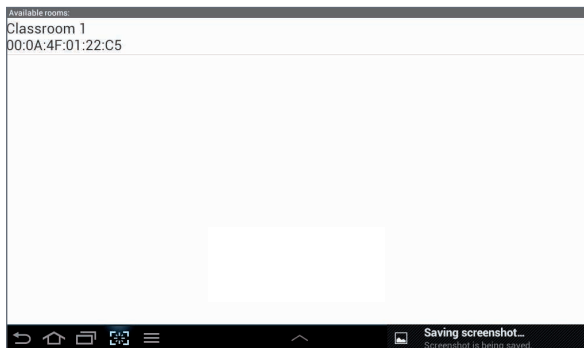 Available rooms:
Classroom 1
00:0A:4F:01:22:C5
Saving screenshot...
Screenshot is being saved.